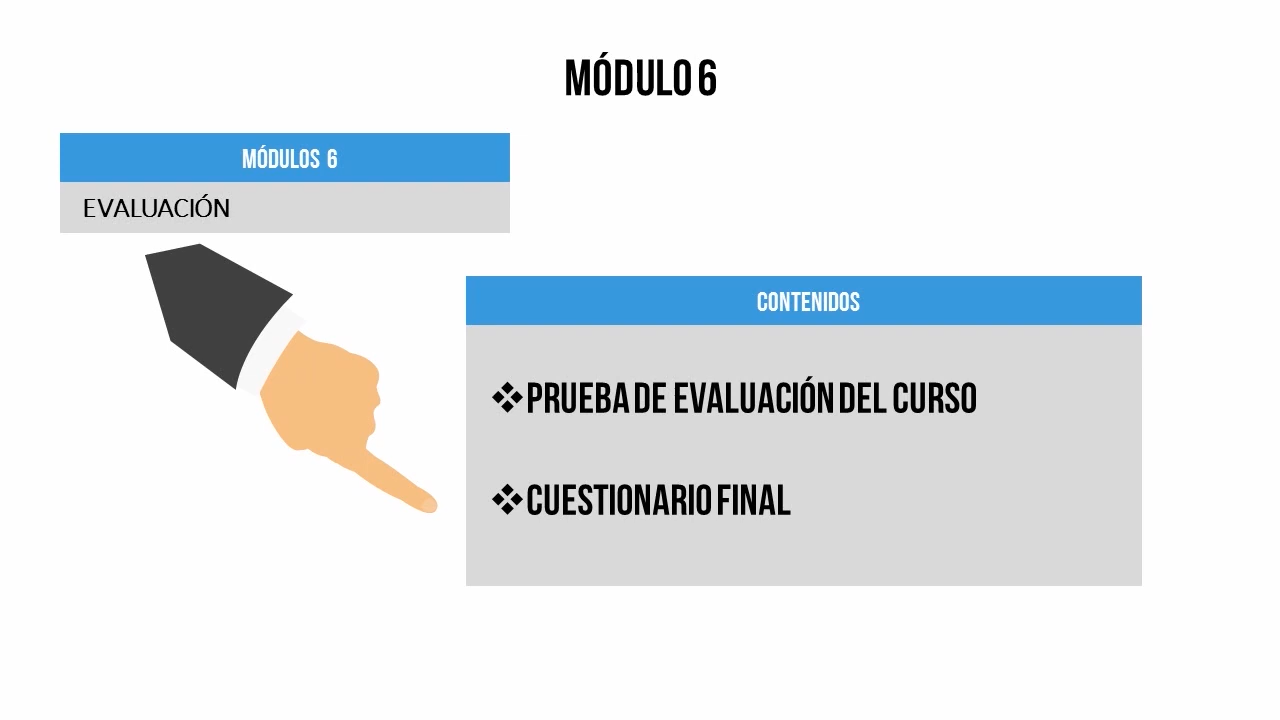 MÓDULO 6
MÓDULOS 6
EVALUACIÓN
CONTENIDOS
❖PRUEBA DE EVALUACIÓN DEL CURSO
❖CUESTIONARIO FINAL